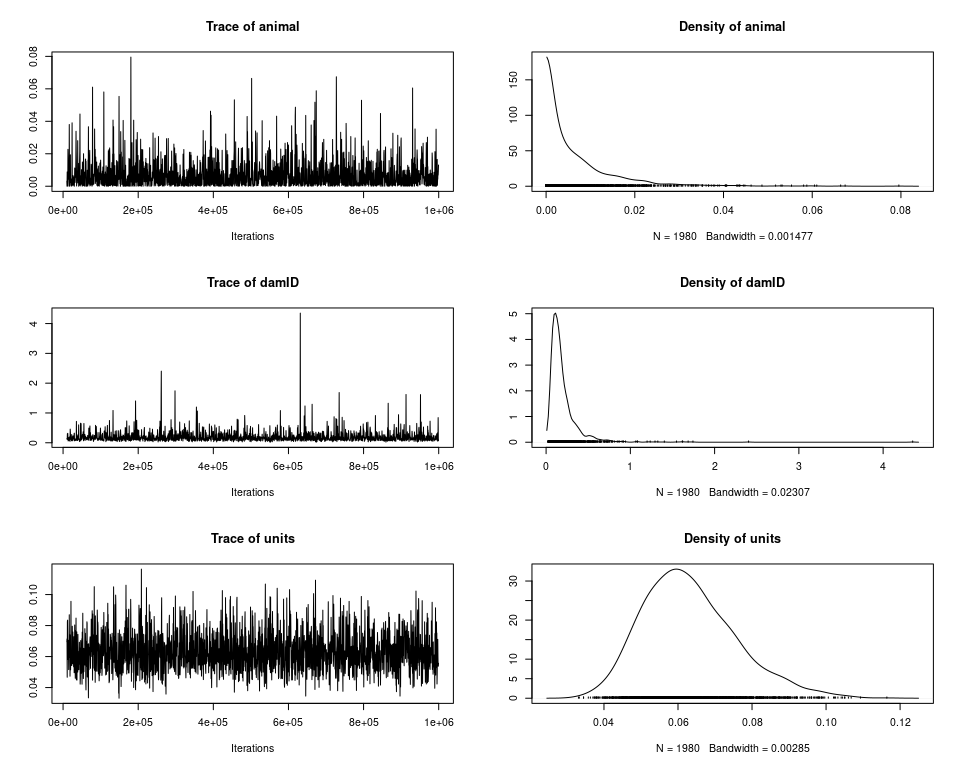 Trace of animal
0.00 0.02 0.04 0.06 0.08
0e+00 2e+05 4e+05 6e+05 8e+05 1e+06
Iterations
Density of animal
0 50 100 150
0.00 0.02 0.04 0.06 0.08
N = 1980 Bandwidth = 0.001477
Trace of damID
0 1 2 3 4
0e+00 2e+05 4e+05 6e+05 8e+05 1e+06
Iterations
Density of damID
0 1 2 3 4 5
0 1 2 3 4
N = 1980 Bandwidth = 0.02307
Trace of units
0.04 0.06 0.08 0.10
0e+00 2e+05 4e+05 6e+05 8e+05 1e+06
Iterations
Density of units
0 5 10 20 30
0.04 0.06 0.08 0.10 0.12
N = 1980 Bandwidth = 0.00285